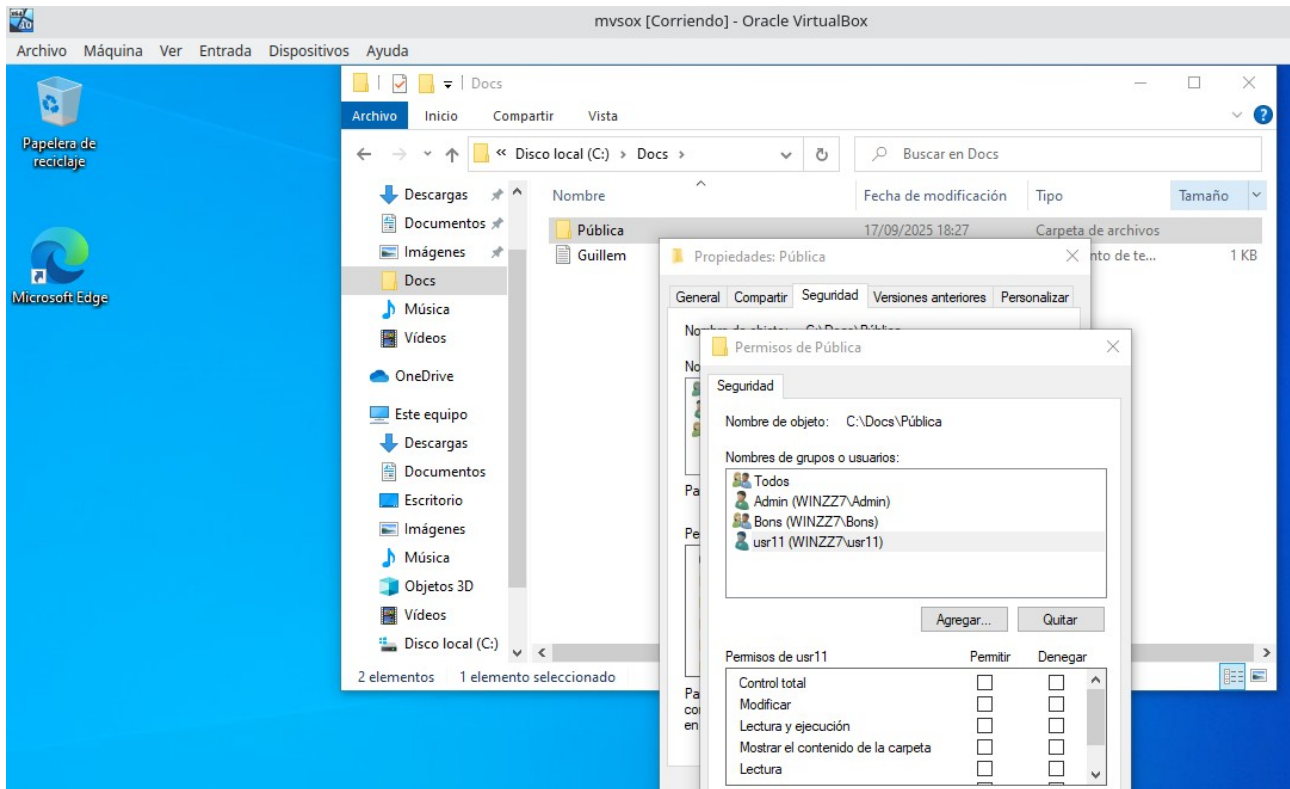 mvsox [Corriendo] - Oracle VirtualBox
Archivo Máquina Ver Entrada Dispositivos Ayuda
Papelera de
reciclaje
Microsoft Edge
Docs
Archivo Inicio Compartir Vista
« Disco local (C:) › Docs ›
Buscar en Docs
Descargas
Documentos
Imágenes
Docs
Música
Vídeos
OneDrive
Este equipo
Descargas
Documentos
Escritorio
Imágenes
Música
Objetos 3D
Vídeos
Disco local (C:)
Nombre Fecha de modificación Tipo Tamaño
Pública 17/09/2025 18:27 Carpeta de archivos
Guillem nto de te... 1 KB
2 elementos 1 elemento seleccionado
Propiedades: Pública
General Compartir Seguridad Versiones anteriores Personalizar
Permisos de Pública
Seguridad
Nombre de objeto: C:\Docs\Pública
Nombres de grupos o usuarios:
Todos
Admin (WINZZ7\Admin)
Bons (WINZZ7\Bons)
usr11 (WINZZ7\usr11)
Agregar... Quitar
Permisos de usr11 Permitir Denegar
Control total
Modificar
Lectura y ejecución
Mostrar el contenido de la carpeta
Lectura